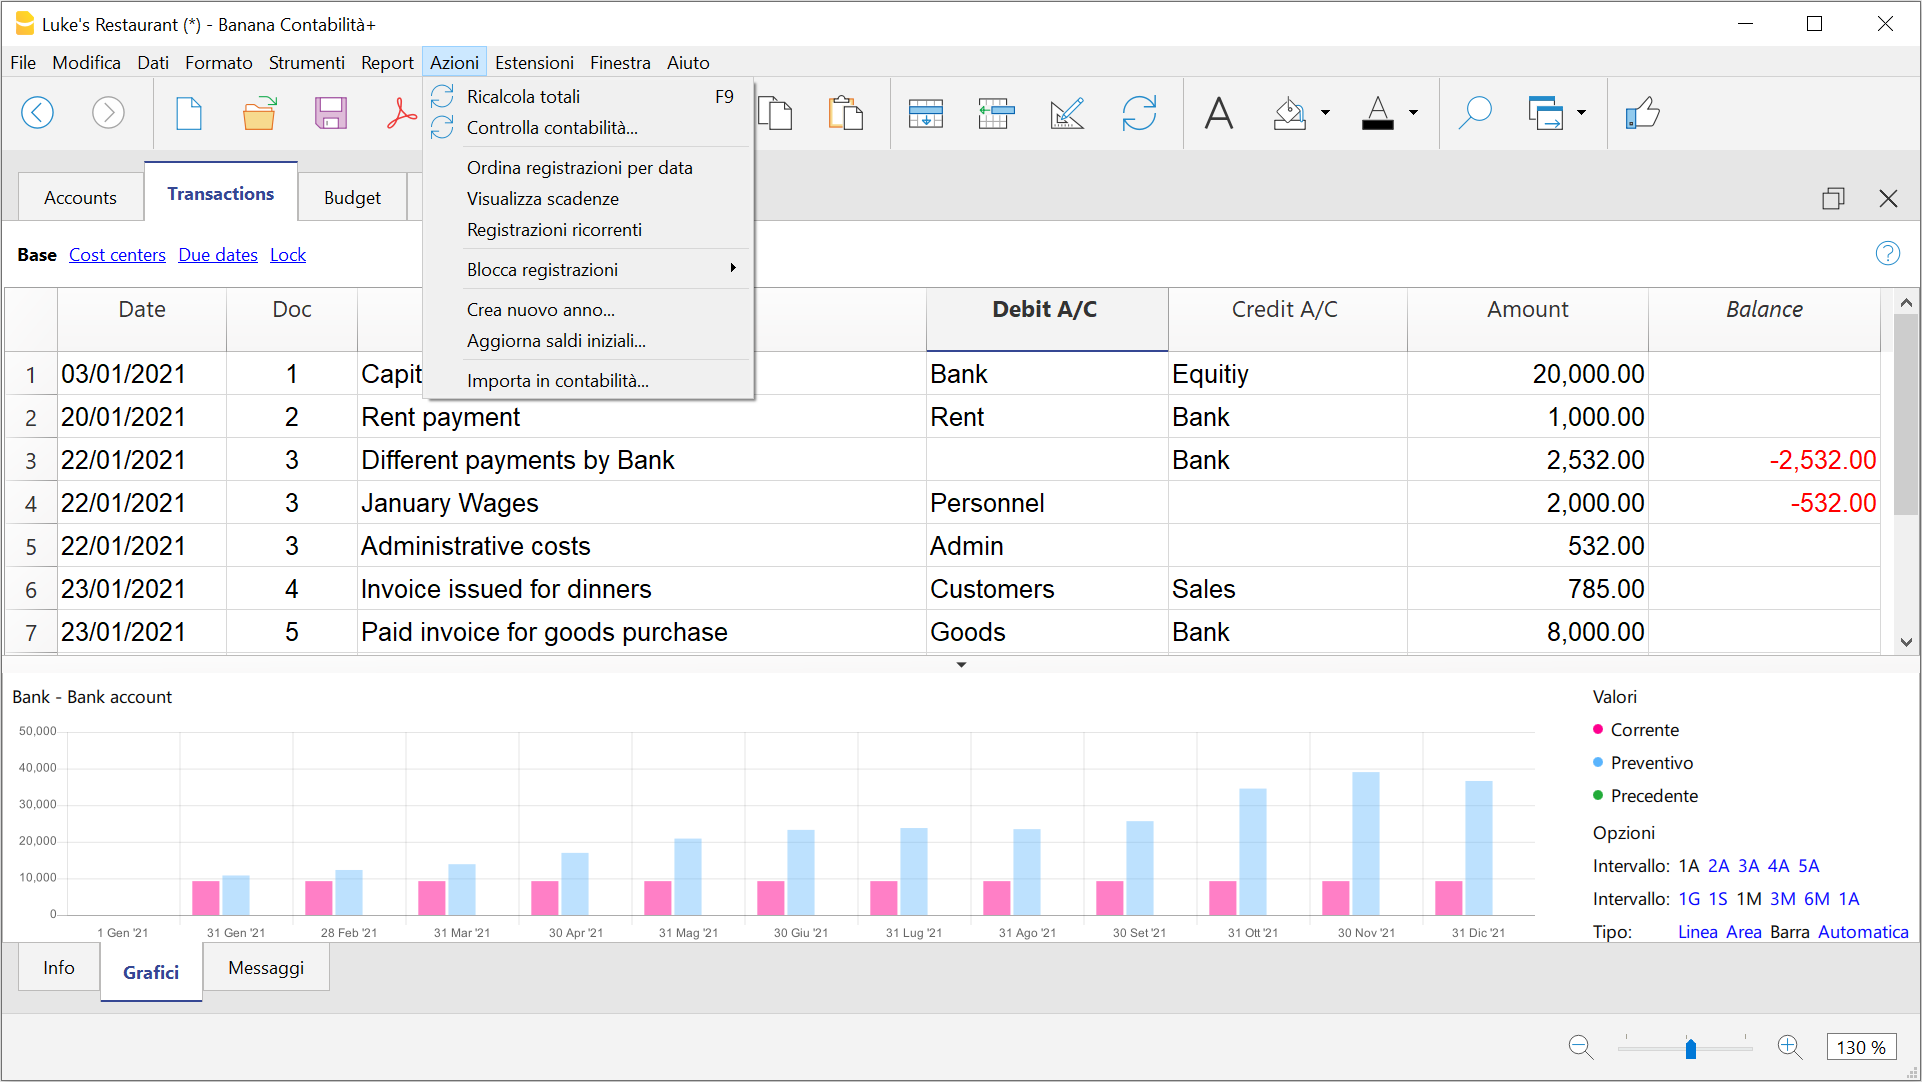 Luke's Restaurant (*) - Banana Contabilità+
File Modifica Dati Formato Strumenti Report Azioni Estensioni Finestra Aiuto
Ricalcola totali F9
Controlla contabilità...
Ordina registrazioni per data
Visualizza scadenze
Registrazioni ricorrenti
Blocca registrazioni
Crea nuovo anno...
Aggiorna saldi iniziali...
Importa in contabilità...
Accounts Transactions Budget
Base Cost centers Due dates Lock
Date Doc Debit A/C Credit A/C Amount Balance
1 03/01/2021 1 Capit Bank Equitiy 20,000.00
2 20/01/2021 2 Rent payment Rent Bank 1,000.00
3 22/01/2021 3 Different payments by Bank Bank 2,532.00 -2,532.00
4 22/01/2021 3 January Wages Personnel 2,000.00 -532.00
5 22/01/2021 3 Administrative costs Admin 532.00
6 23/01/2021 4 Invoice issued for dinners Customers Sales 785.00
7 23/01/2021 5 Paid invoice for goods purchase Goods Bank 8,000.00
Bank - Bank account
50,000
40,000
30,000
20,000
10,000
0
1 Gen '21 31 Gen '21 28 Feb '21 31 Mar '21 30 Apr '21 31 Mag '21 30 Giu '21 31 Lug '21 31 Ago '21 30 Set '21 31 Ott '21 30 Nov '21 31 Dic '21
Valori
Corrente
Preventivo
Precedente
Opzioni
Intervallo: 1A 2A 3A 4A 5A
Intervallo: 1G 1S 1M 3M 6M 1A
Tipo: Linea Area Barra Automatica
Info Grafici Messaggi
130 %